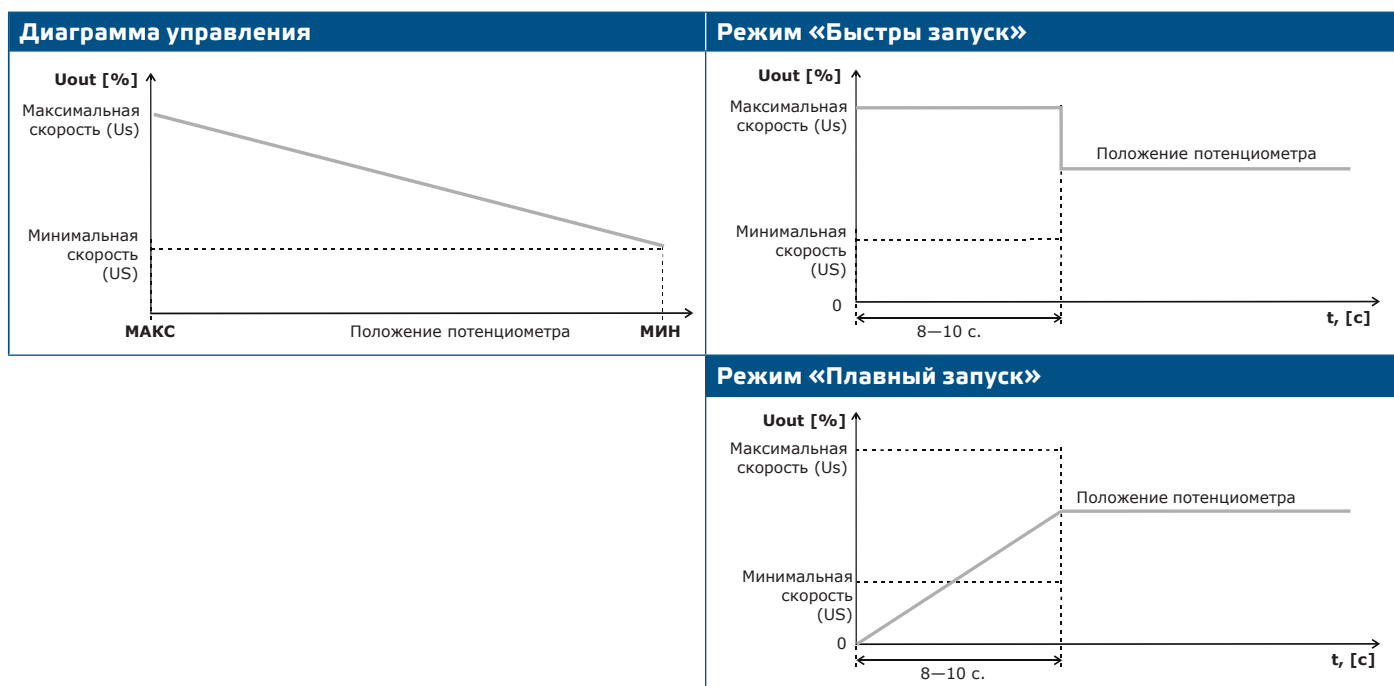 Диаграмма управления
Uout [%]
Максимальная
скорость (Us)
Минимальная
скорость
(US)
МАКС
Положение потенциометра
МИН
Режим «Быстры запуск»
Uout [%]
Максимальная
скорость (Us)
Положение потенциометра
Минимальная
скорость
(US)
0
t, [c]
8—10 с.
Режим «Плавный запуск»
Uout [%]
Максимальная
скорость (Us)
Положение потенциометра
Минимальная
скорость
(US)
0
t, [c]
8—10 с.